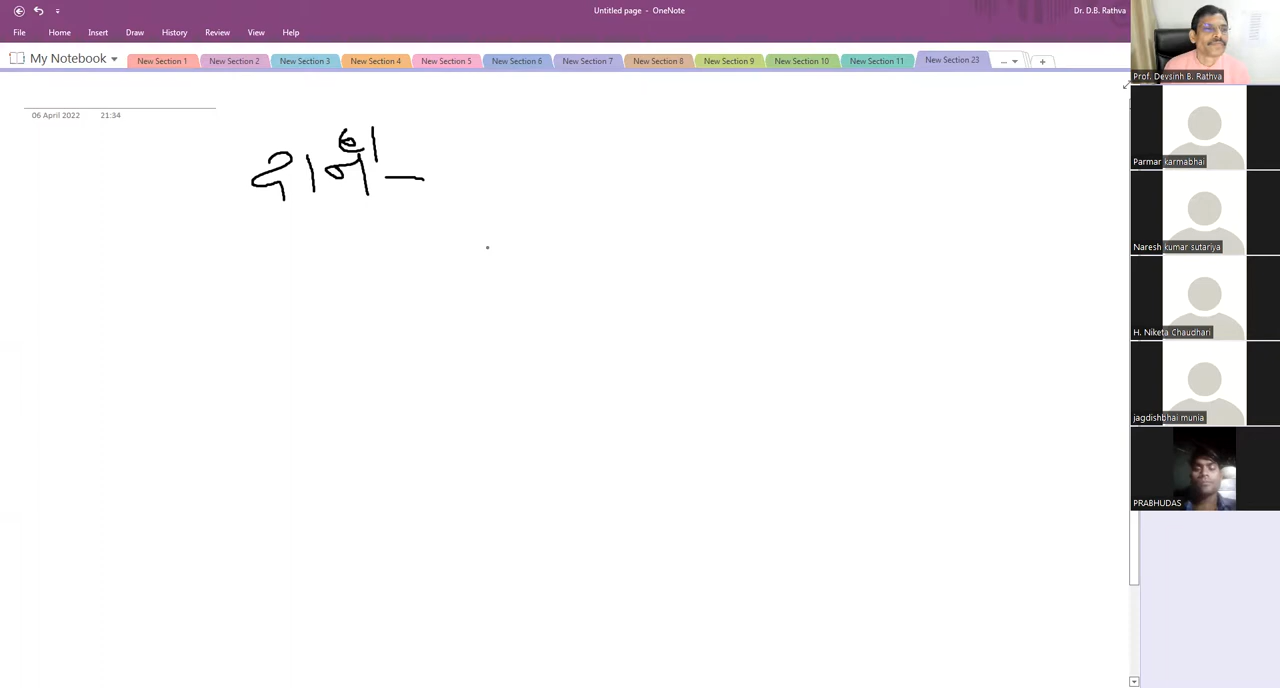 Untitled page - OneNote
Dr. D.B. Rathva
File Home Insert Draw History Review View Help
My Notebook New Section 1 New Section 2 New Section 3 New Section 4 New Section 5 New Section 6 New Section 7 New Section 8 New Section 9 New Section 10 New Section 11 New Section 23 ...
06 April 2022 21:34
Prof. Devsinh B. Rathva
Parmar karmabhai
Naresh kumar sutariya
H. Niketa Chaudhari
jagdishbhai munia
PRABHUDAS